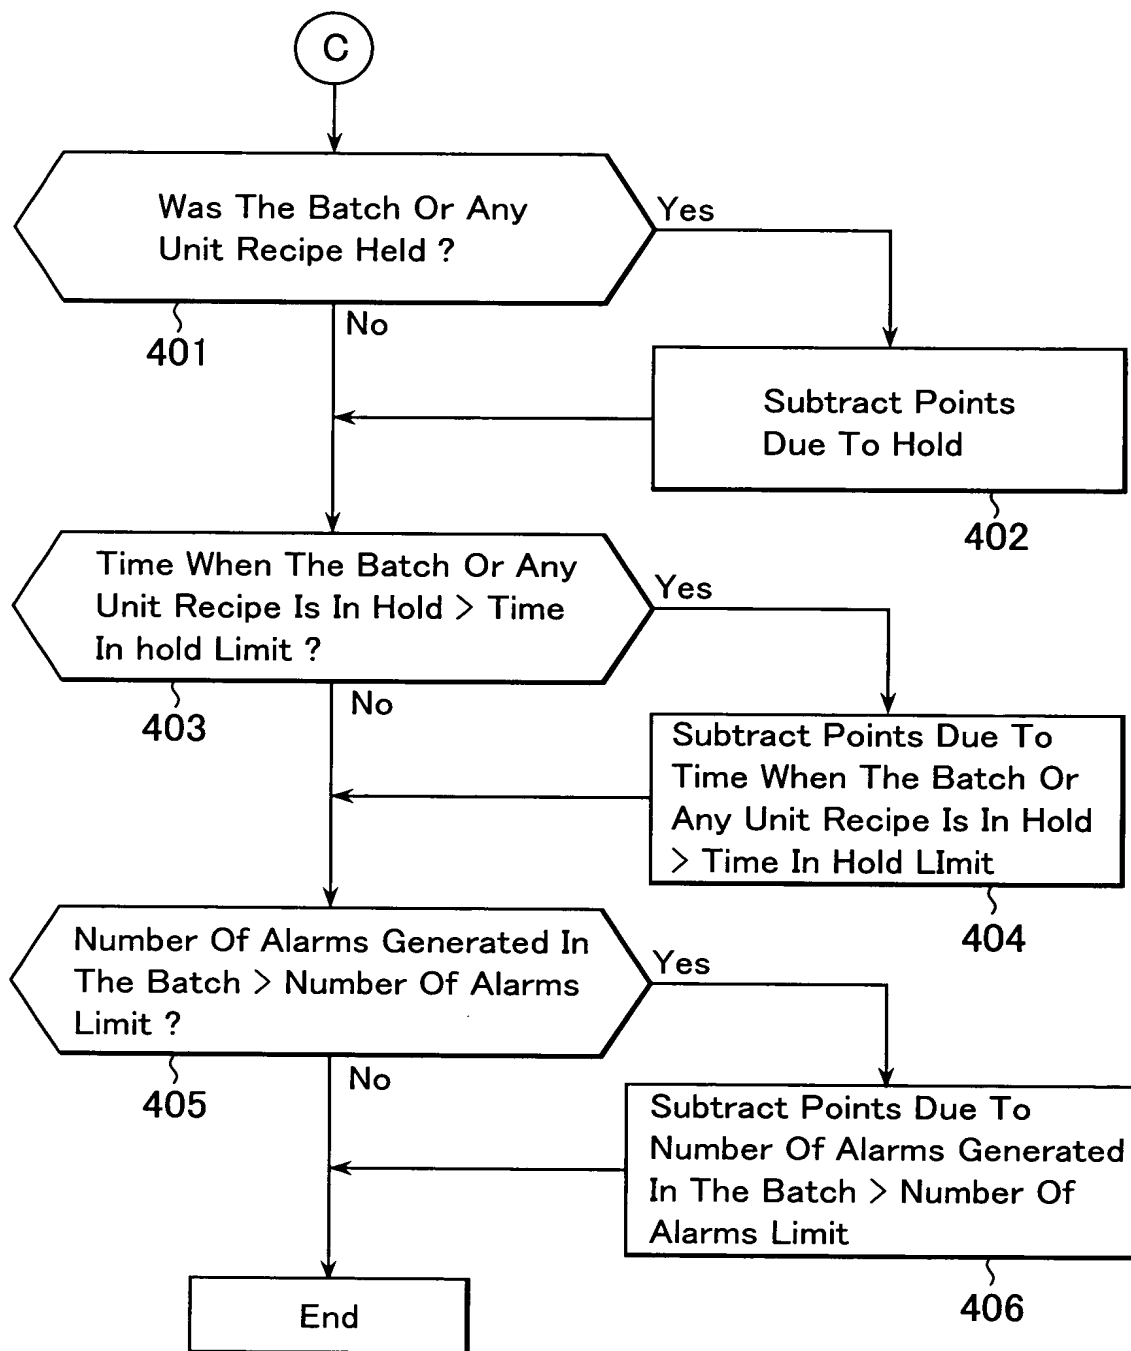 C
Was The Batch Or Any
Unit Recipe Held ?
Yes
401
No
Subtract Points
Due To Hold
402
Time When The Batch Or Any
Unit Recipe Is In Hold > Time
In hold Limit ?
Yes
403
No
Subtract Points Due To
Time When The Batch Or
Any Unit Recipe Is In Hold
> Time In Hold LImit
404
Number Of Alarms Generated In
The Batch > Number Of Alarms
Limit ?
Yes
405
No
Subtract Points Due To
Number Of Alarms Generated
In The Batch > Number Of
Alarms Limit
406
End